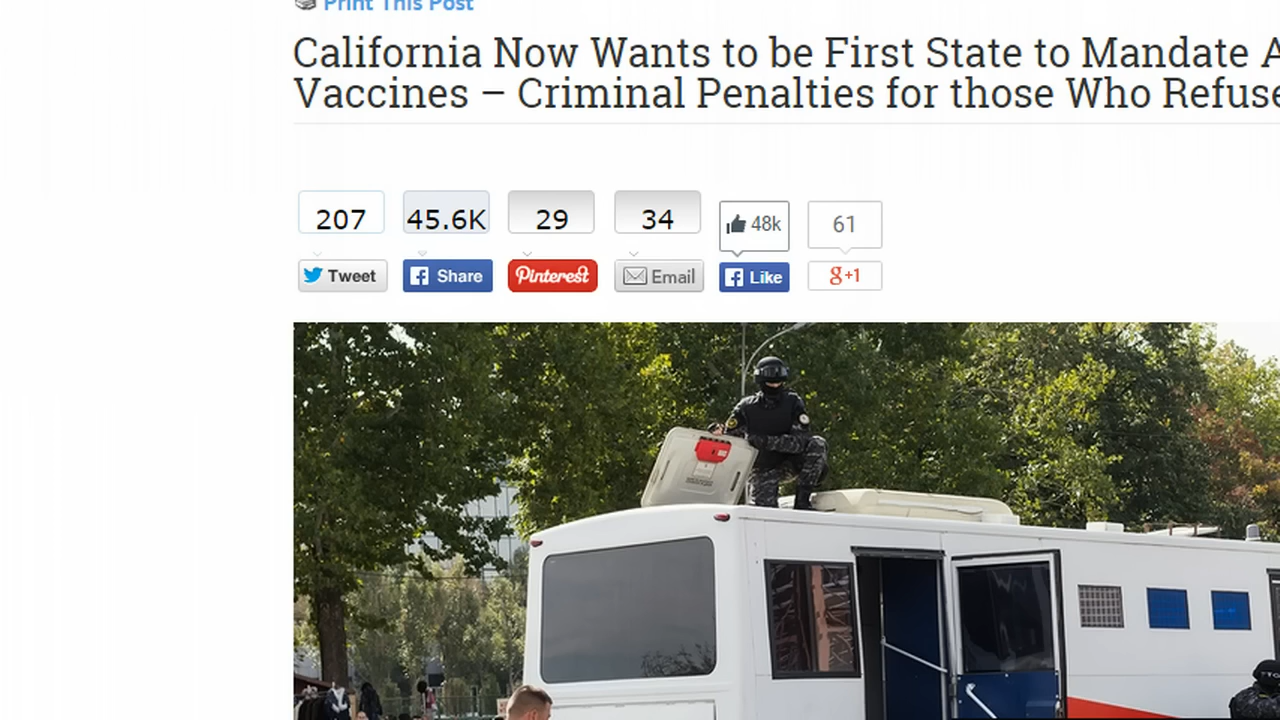 Print This Post
California Now Wants to be First State to Mandate A
Vaccines – Criminal Penalties for those Who Refuse
207 45.6K 29 34 48k 61
Tweet Share Pinterest Email Like g+1